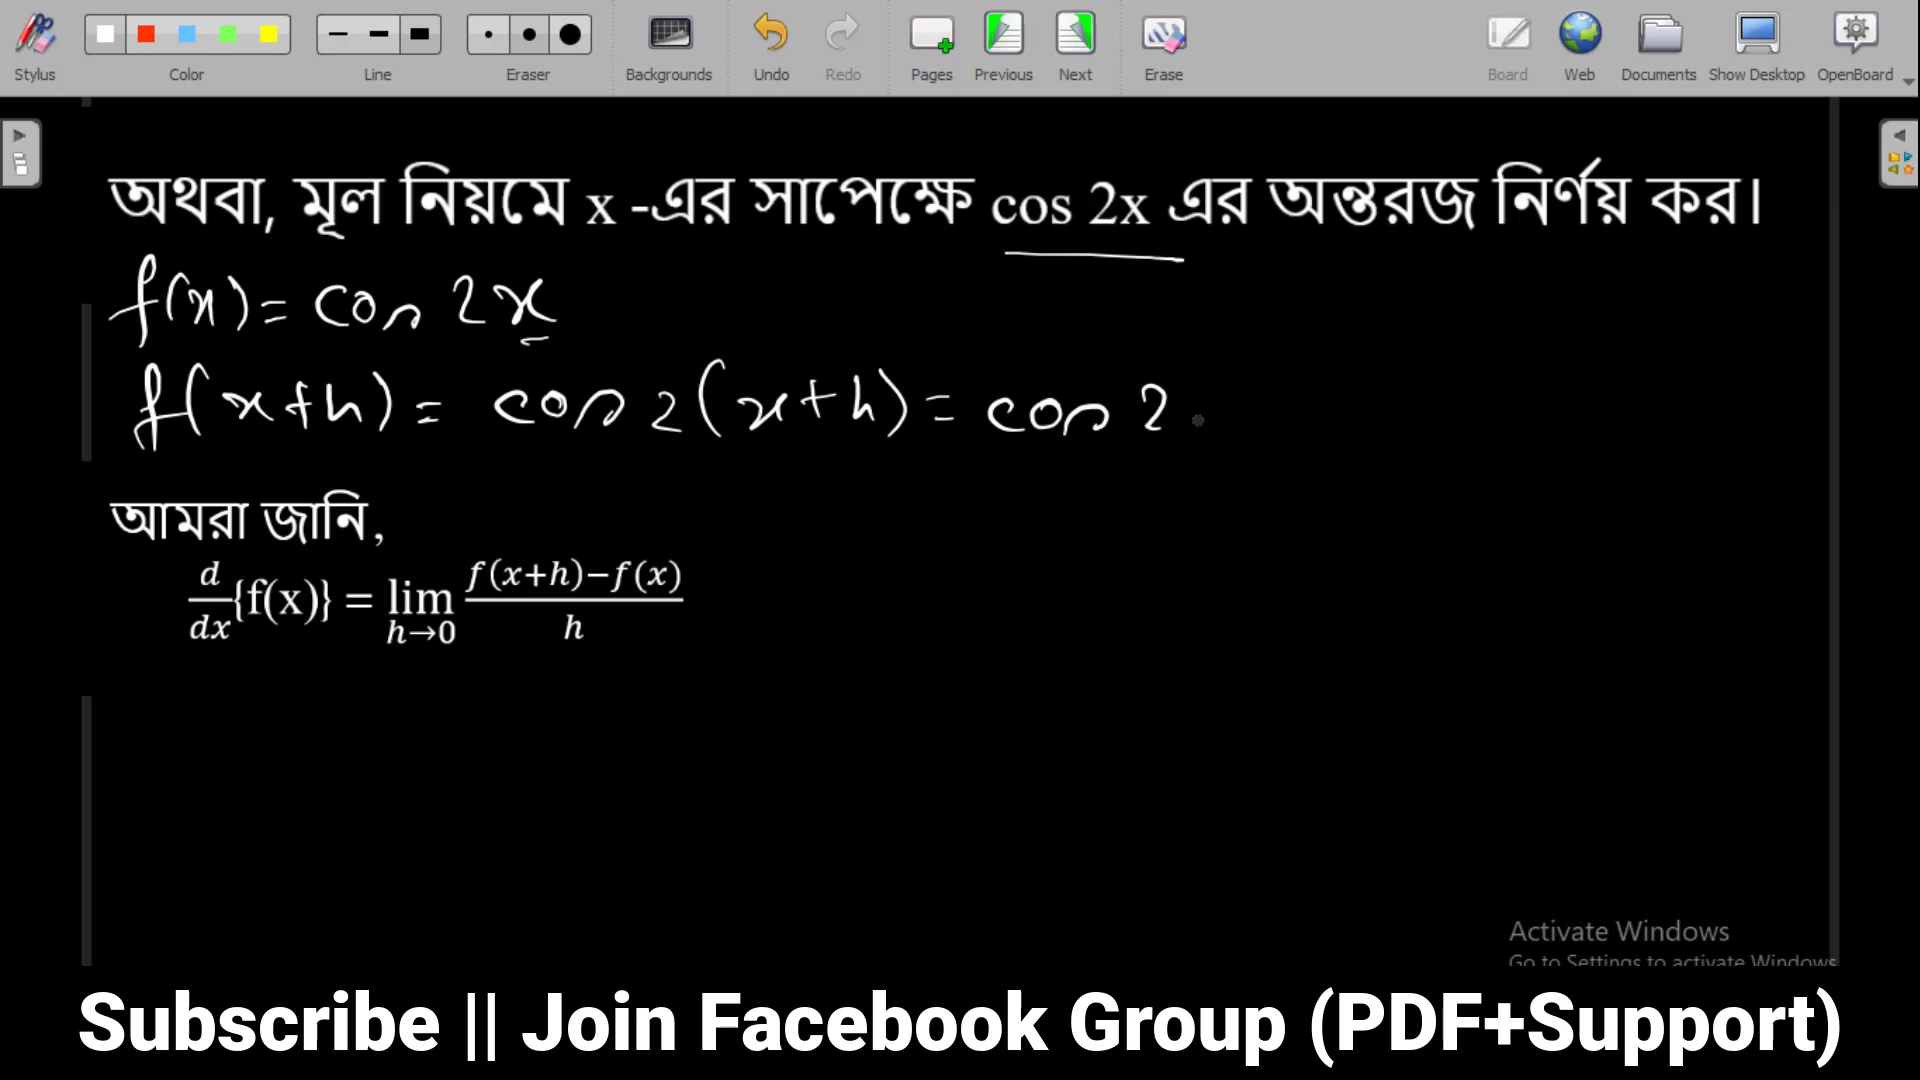 Stylus Color Line Eraser Backgrounds Undo Redo Pages Previous Next Erase Board Web Documents Show Desktop OpenBoard
অথবা, মূল নিয়মে x -এর সাপেক্ষে cos 2x এর অন্তরজ নির্ণয় কর।
f(x) = cos 2x
f(x+h) = cos 2(x+h) = cos 2
আমরা জানি,
d/dx {f(x)} = lim h→0 f(x+h)−f(x)/h
Activate Windows
Go to Settings to activate Windows
Subscribe || Join Facebook Group (PDF+Support)